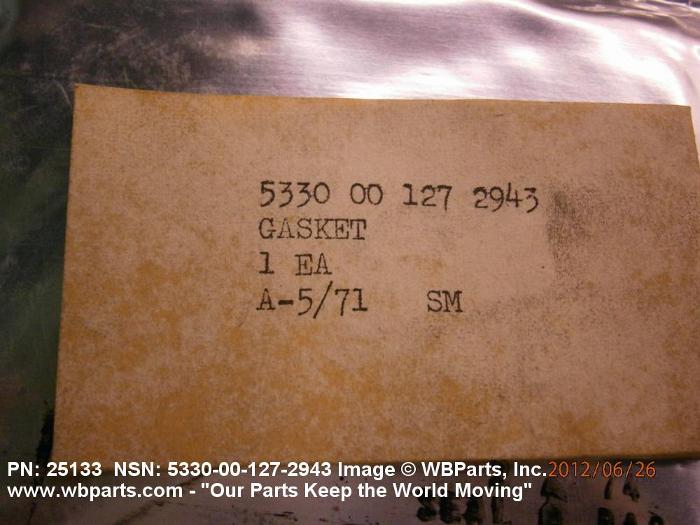 5330 00 127 2943
GASKET
1 EA
A-5/71 SM
PN: 25133 NSN: 5330-00-127-2943 Image © WBParts, Inc. 2012/06/26
www.wbparts.com - "Our Parts Keep the World Moving"